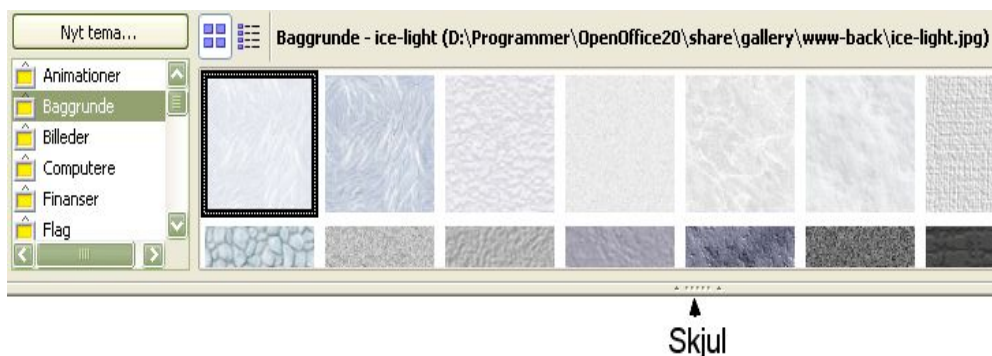 Nyt tema...
Baggrunde - ice-light (D:\Programmer\OpenOffice20\share\gallery\www-back\ice-light.jpg)
Animationer
Baggrunde
Billeder
Computere
Finanser
Flag
Skjul